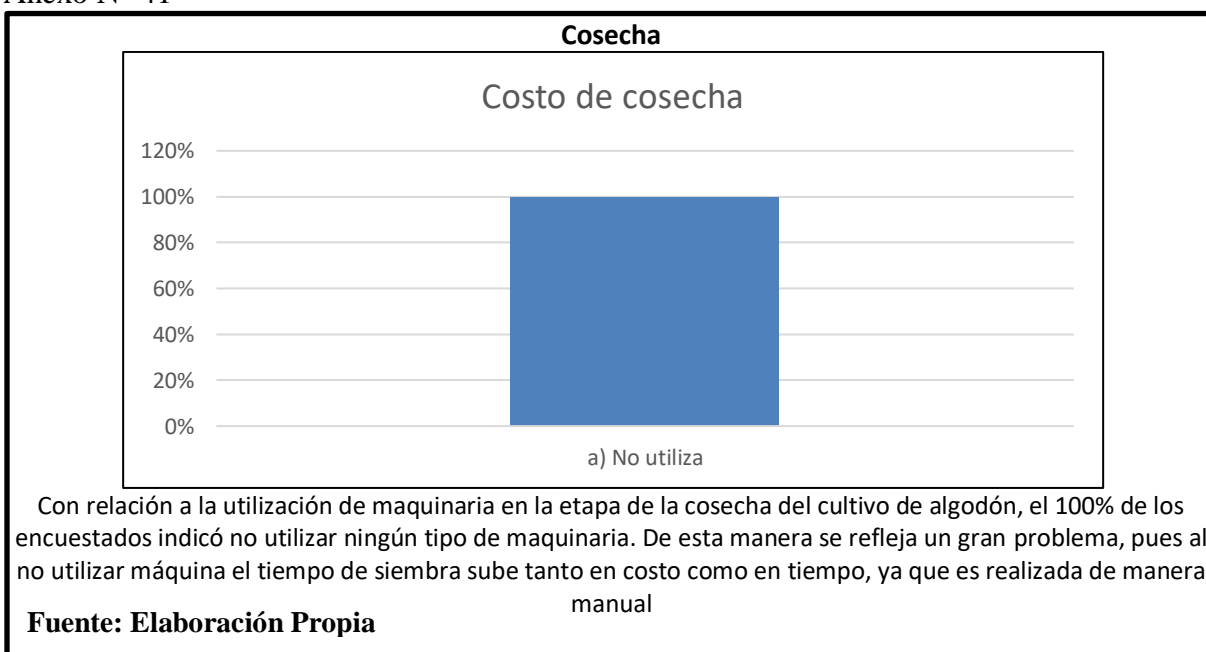 Anexo N° 41
Cosecha
Costo de cosecha
120%
100%
80%
60%
40%
20%
0%
a) No utiliza
Con relación a la utilización de maquinaria en la etapa de la cosecha del cultivo de algodón, el 100% de los
encuestados indicó no utilizar ningún tipo de maquinaria. De esta manera se refleja un gran problema, pues al
no utilizar máquina el tiempo de siembra sube tanto en costo como en tiempo, ya que es realizada de manera
manual
Fuente: Elaboración Propia